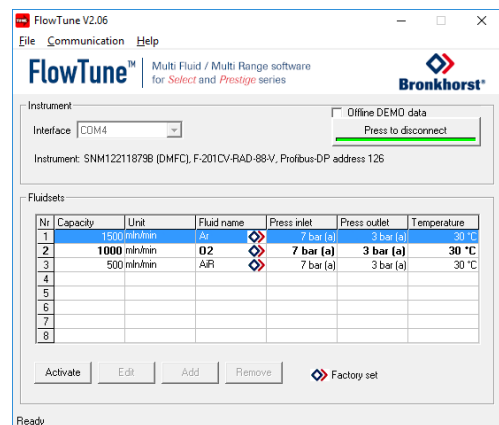 FlowTune V2.06
File Communication Help
FlowTune™ Multi Fluid / Multi Range software
for Select and Prestige series
Bronkhorst®
Instrument
Offline DEMO data
Interface COM4
Press to disconnect
Instrument: SNM12211879B (DMFC), F-201CV-RAD-88-V, Profibus-DP address 126
Fluidsets
Nr Capacity Unit Fluid name Press inlet Press outlet Temperature
1 1500 mln/min Ar 7 bar (a) 3 bar (a) 30 °C
2 1000 mln/min O2 7 bar (a) 3 bar (a) 30 °C
3 500 mln/min AiR 7 bar (a) 3 bar (a) 30 °C
4
5
6
7
8
Activate Edit Add Remove Factory set
Ready